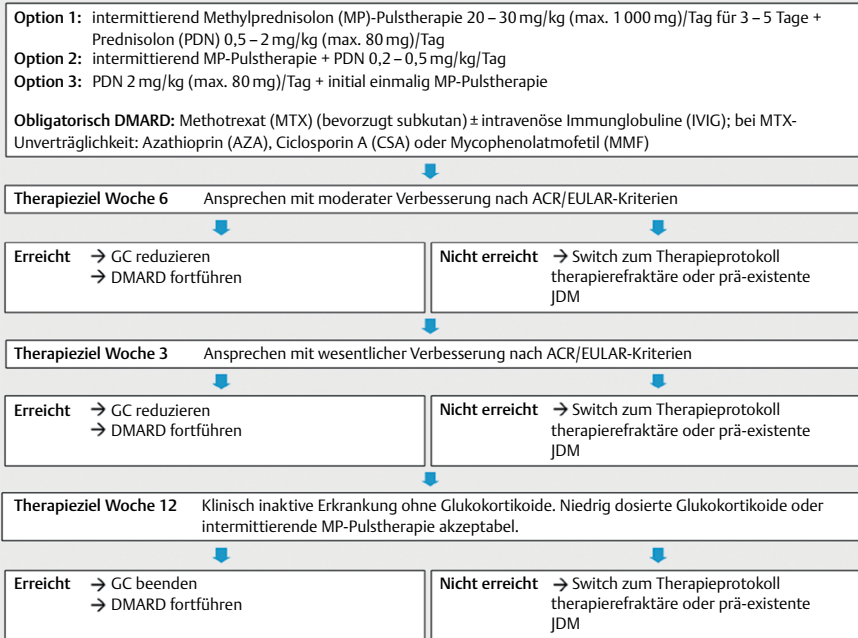 Option 1: intermittierend Methylprednisolon (MP)-Pulstherapie 20 – 30 mg/kg (max. 1 000 mg)/Tag für 3 – 5 Tage +
Prednisolon (PDN) 0,5 – 2 mg/kg (max. 80 mg)/Tag
Option 2: intermittierend MP-Pulstherapie + PDN 0,2 – 0,5 mg/kg/Tag
Option 3: PDN 2 mg/kg (max. 80 mg)/Tag + initial einmalig MP-Pulstherapie
Obligatorisch DMARD: Methotrexat (MTX) (bevorzugt subkutan) ± intravenöse Immunglobuline (IVIG); bei MTX-
Unverträglichkeit: Azathioprin (AZA), Ciclosporin A (CSA) oder Mycophenolatmofetil (MMF)
Therapieziel Woche 6 Ansprechen mit moderater Verbesserung nach ACR/EULAR-Kriterien
Erreicht → GC reduzieren
→ DMARD fortführen
Nicht erreicht → Switch zum Therapieprotokoll
therapierefraktäre oder prä-existente
JDM
Therapieziel Woche 3 Ansprechen mit wesentlicher Verbesserung nach ACR/EULAR-Kriterien
Erreicht → GC reduzieren
→ DMARD fortführen
Nicht erreicht → Switch zum Therapieprotokoll
therapierefraktäre oder prä-existente
JDM
Therapieziel Woche 12 Klinisch inaktive Erkrankung ohne Glukokortikoide. Niedrig dosierte Glukokortikoide oder
intermittierende MP-Pulstherapie akzeptabel.
Erreicht → GC beenden
→ DMARD fortführen
Nicht erreicht → Switch zum Therapieprotokoll
therapierefraktäre oder prä-existente
JDM